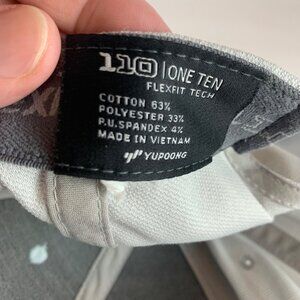 110 | ONE TEN
FLEXFIT TECH
COTTON 63%
POLYESTER 33%
P.U.SPANDEX 4%
MADE IN VIETNAM
YUPOONG